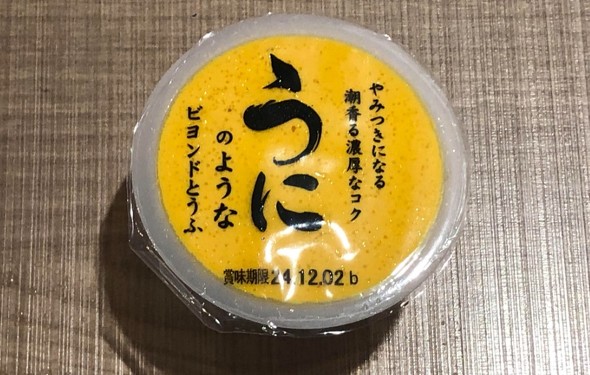 やみつきになる
潮香る濃厚なコク
うに
のような
ビヨンドとうふ
賞味期限24.12.02 b